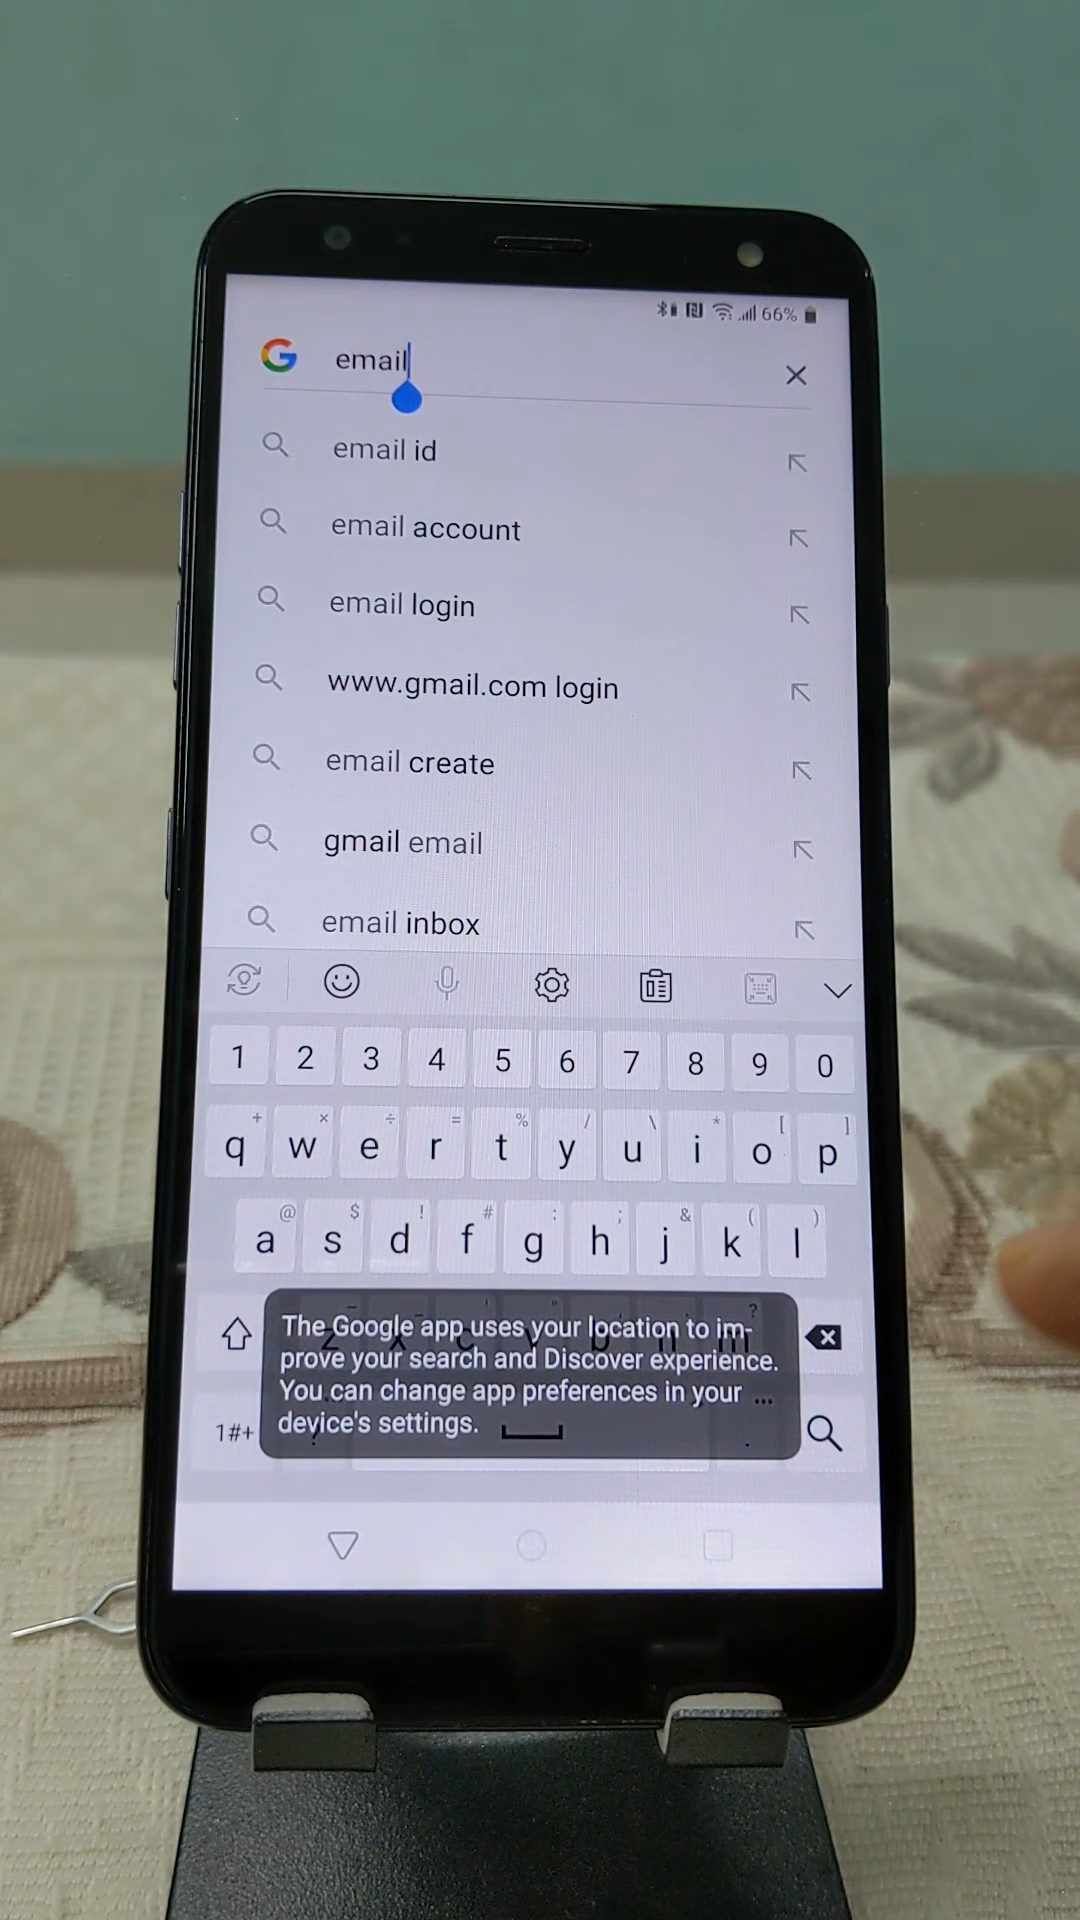 66%
email
email id
email account
email login
www.gmail.com login
email create
gmail email
email inbox
1 2 3 4 5 6 7 8 9 0
+ × ÷ = % / \ * [ ]
q w e r t y u i o p
@ $ ! # : ; & ( )
a s d f g h j k l
?
The Google app uses your location to im-
prove your search and Discover experience.
You can change app preferences in your
device's settings.
1#+